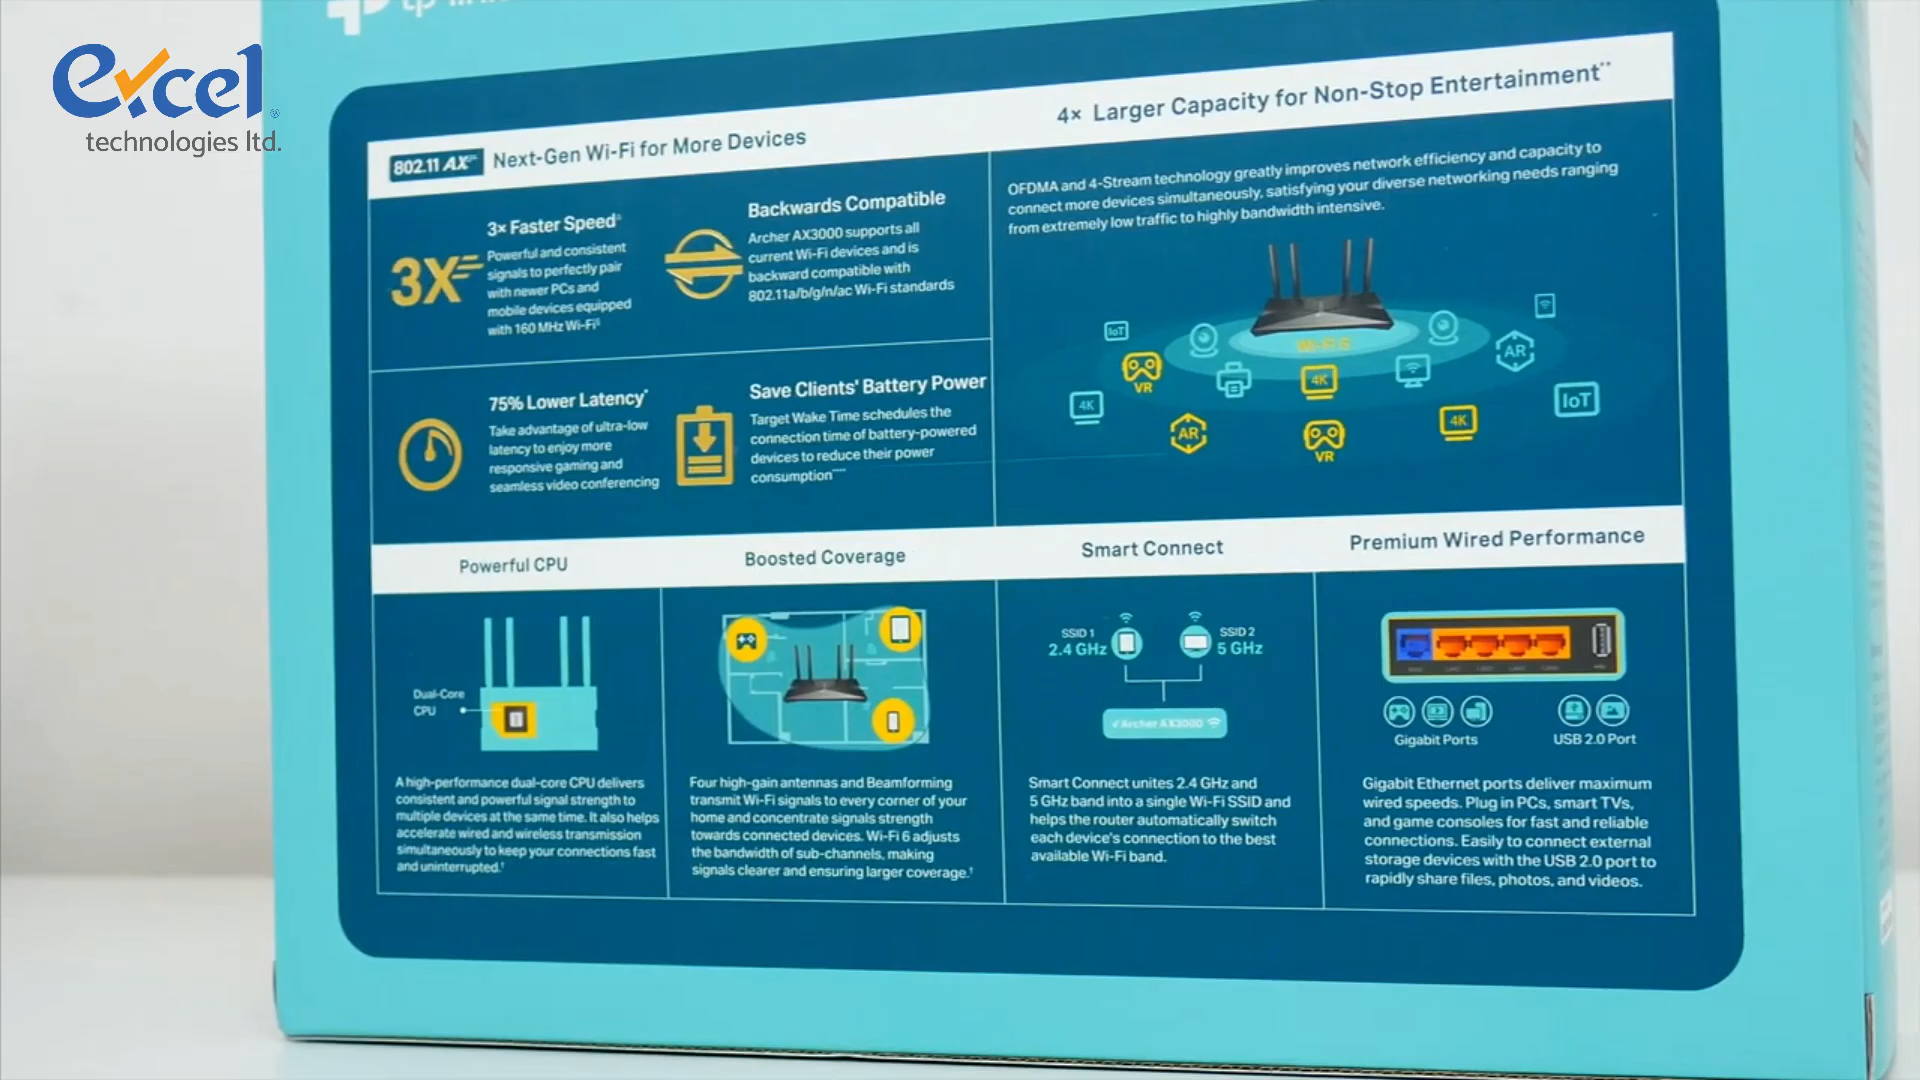 excel
technologies ltd.
802.11 AX Next-Gen Wi-Fi for More Devices
4× Larger Capacity for Non-Stop Entertainment**
3X
3× Faster Speed
Powerful and consistent
signals to perfectly pair
with newer PCs and
mobile devices equipped
with 160 MHz Wi-Fi§
Backwards Compatible
Archer AX3000 supports all
current Wi-Fi devices and is
backward compatible with
802.11a/b/g/n/ac Wi-Fi standards
75% Lower Latency*
Take advantage of ultra-low
latency to enjoy more
responsive gaming and
seamless video conferencing
Save Clients' Battery Power
Target Wake Time schedules the
connection time of battery-powered
devices to reduce their power
consumption****
OFDMA and 4-Stream technology greatly improves network efficiency and capacity to
connect more devices simultaneously, satisfying your diverse networking needs ranging
from extremely low traffic to highly bandwidth intensive.
Wi-Fi 6
IoT
VR
4K
AR
4K
VR
4K
AR
IoT
Powerful CPU
Dual-Core
CPU
A high-performance dual-core CPU delivers
consistent and powerful signal strength to
multiple devices at the same time. It also helps
accelerate wired and wireless transmission
simultaneously to keep your connections fast
and uninterrupted.†
Boosted Coverage
Four high-gain antennas and Beamforming
transmit Wi-Fi signals to every corner of your
home and concentrate signals strength
towards connected devices. Wi-Fi 6 adjusts
the bandwidth of sub-channels, making
signals clearer and ensuring larger coverage.†
Smart Connect
SSID 1
2.4 GHz
SSID 2
5 GHz
Archer AX3000
Smart Connect unites 2.4 GHz and
5 GHz band into a single Wi-Fi SSID and
helps the router automatically switch
each device's connection to the best
available Wi-Fi band.
Premium Wired Performance
Gigabit Ports
USB 2.0 Port
Gigabit Ethernet ports deliver maximum
wired speeds. Plug in PCs, smart TVs,
and game consoles for fast and reliable
connections. Easily to connect external
storage devices with the USB 2.0 port to
rapidly share files, photos, and videos.